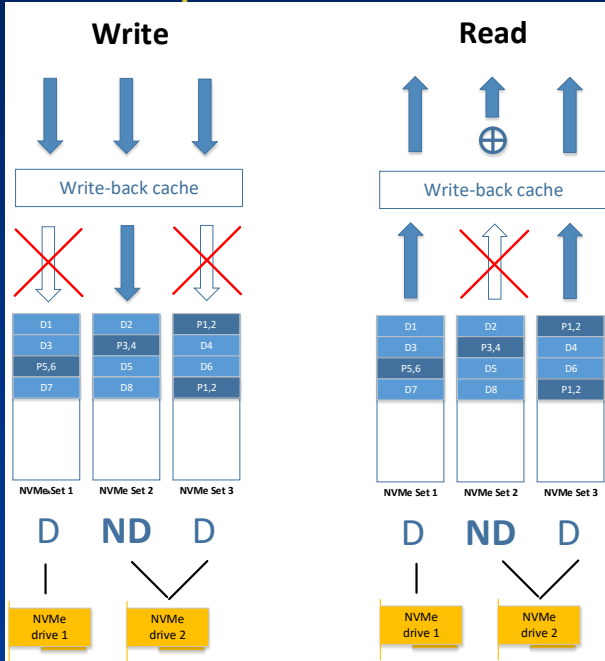 Write
Read
Write-back cache
Write-back cache
D1 D2 P1,2
D3 P3,4 D4
P5,6 D5 D6
D7 D8 P1,2
D1 D2 P1,2
D3 P3,4 D4
P5,6 D5 D6
D7 D8 P1,2
NVMe Set 1 NVMe Set 2 NVMe Set 3
NVMe Set 1 NVMe Set 2 NVMe Set 3
D ND D
D ND D
NVMe
drive 1
NVMe
drive 2
NVMe
drive 1
NVMe
drive 2